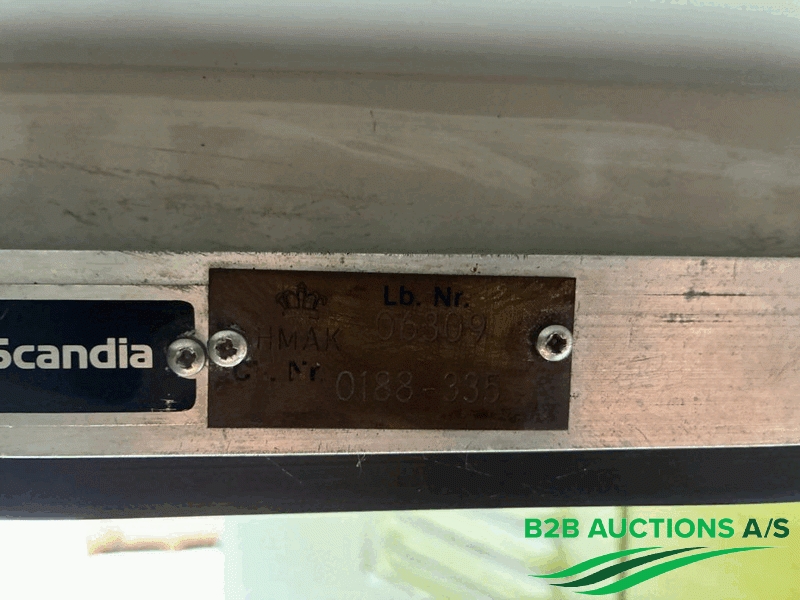 Scandia
Lb. Nr.
HMAK 06309
Nr 0188-335
B2B AUCTIONS A/S